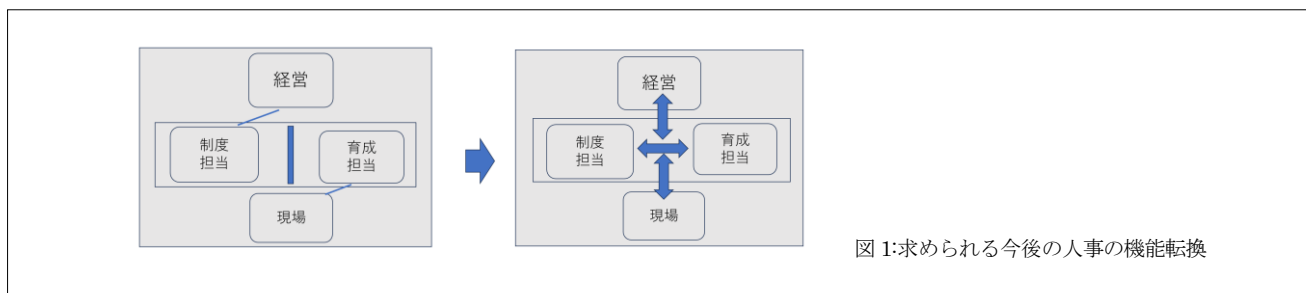 経営
制度
担当
育成
担当
現場
経営
制度
担当
育成
担当
現場
図 1:求められる今後の人事の機能転換